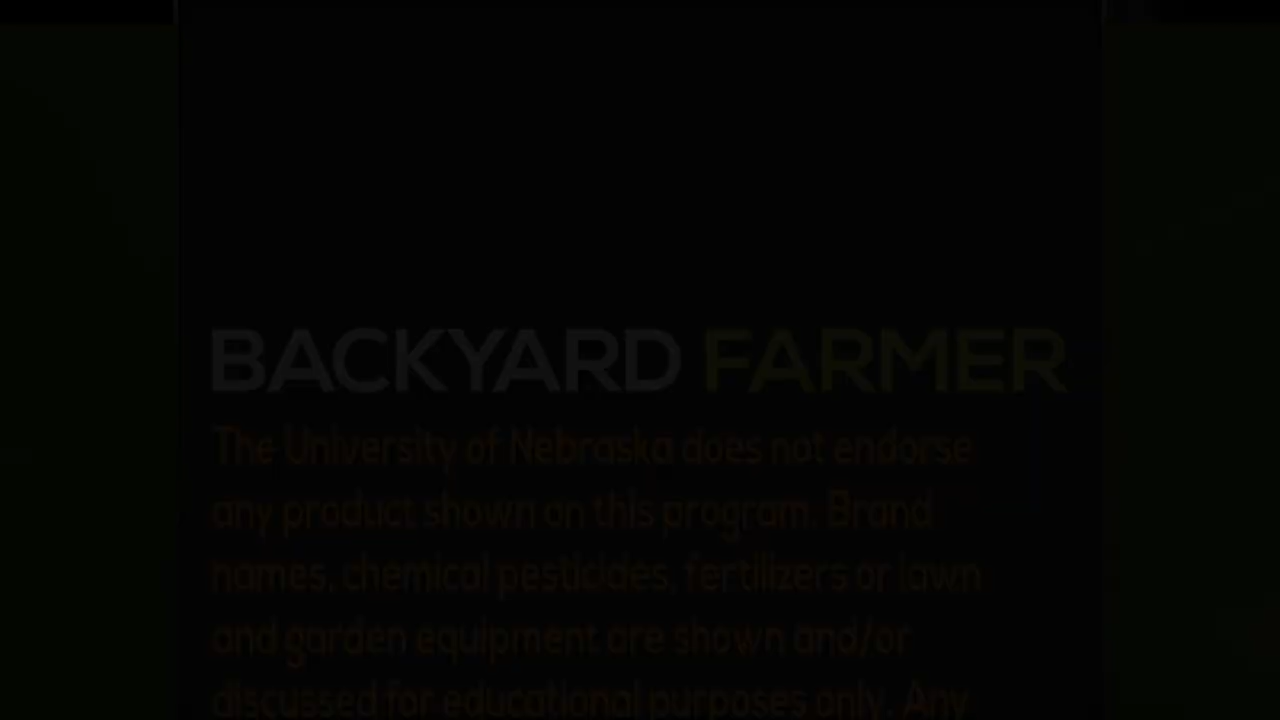 BACKYARD FARMER
The University of Nebraska does not endorse
any product shown on this program. Brand
names, chemical pesticides, fertilizers or lawn
and garden equipment are shown and/or
discussed for educational purposes only. Any